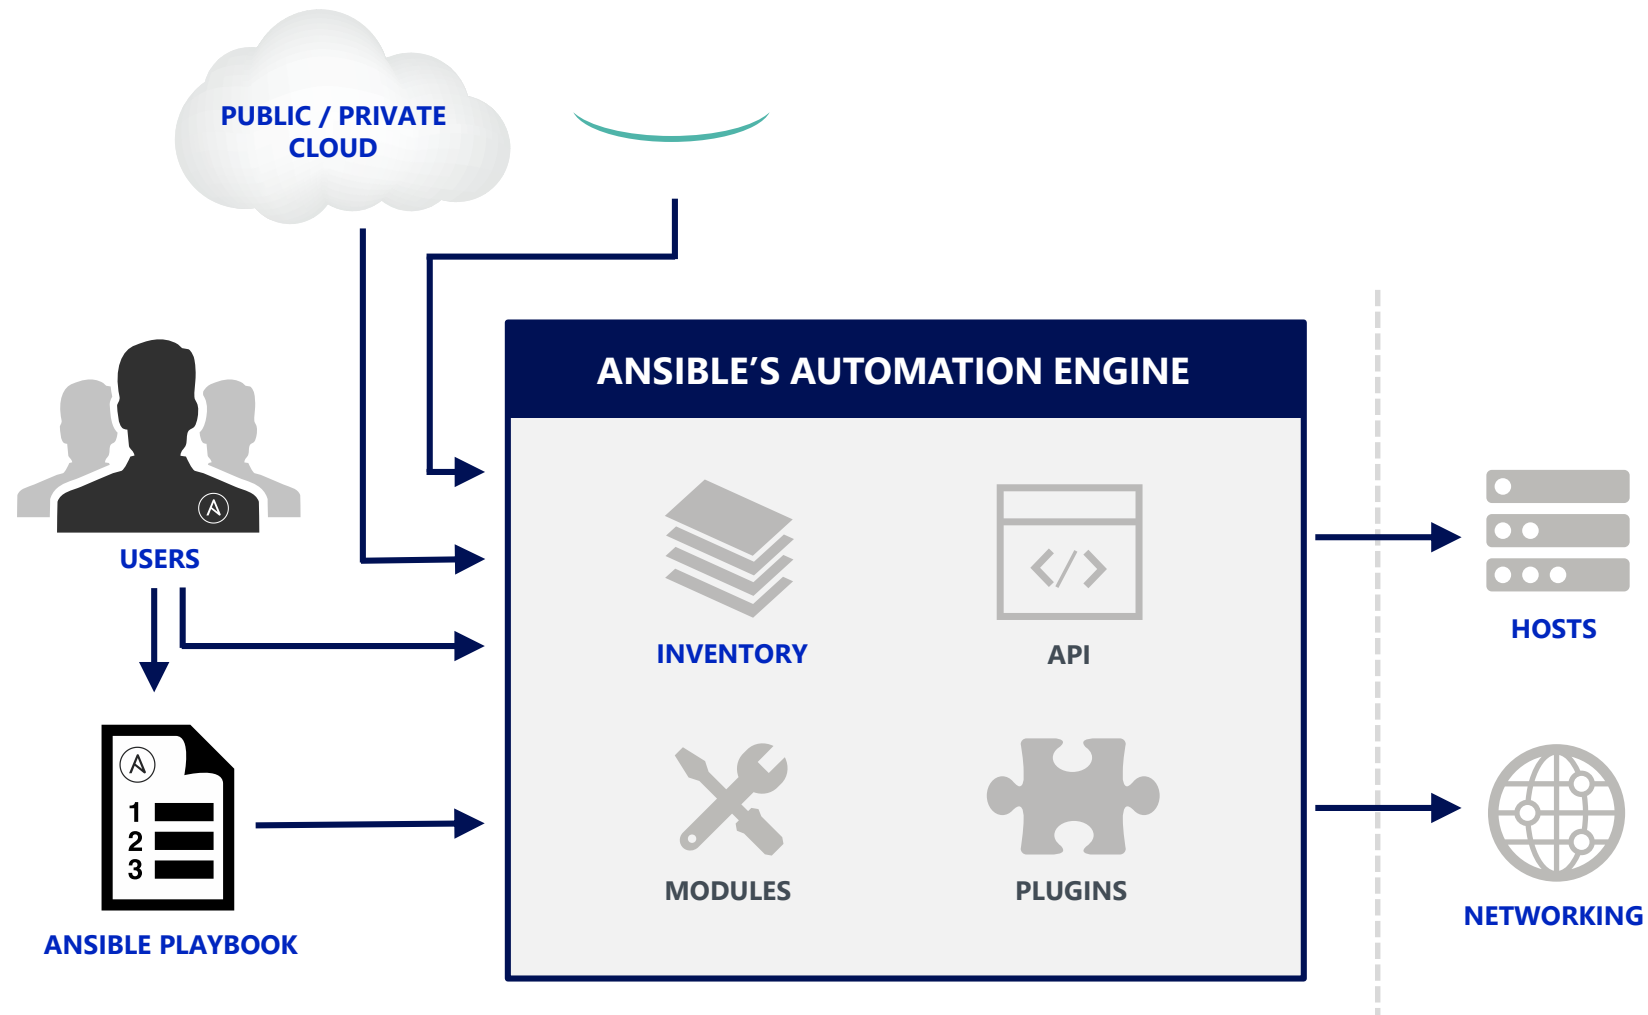 PUBLIC / PRIVATE
CLOUD
ANSIBLE’S AUTOMATION ENGINE
USERS
INVENTORY
API
HOSTS
1
2
3
MODULES
PLUGINS
NETWORKING
ANSIBLE PLAYBOOK